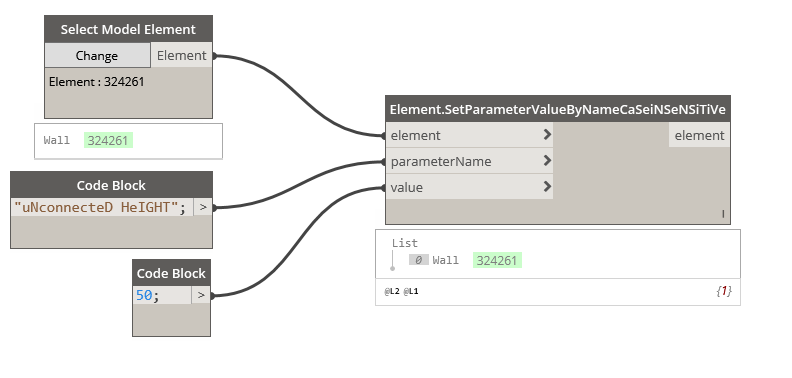 Select Model Element
Change Element
Element : 324261
Wall 324261
Code Block
"uNconnecteD HeIGHT"; >
Code Block
50; >
Element.SetParameterValueByNameCaSeiNSeNSiTiVe
element > element
parameterName >
value >
l
List
0 Wall 324261
@L2 @L1 {1}